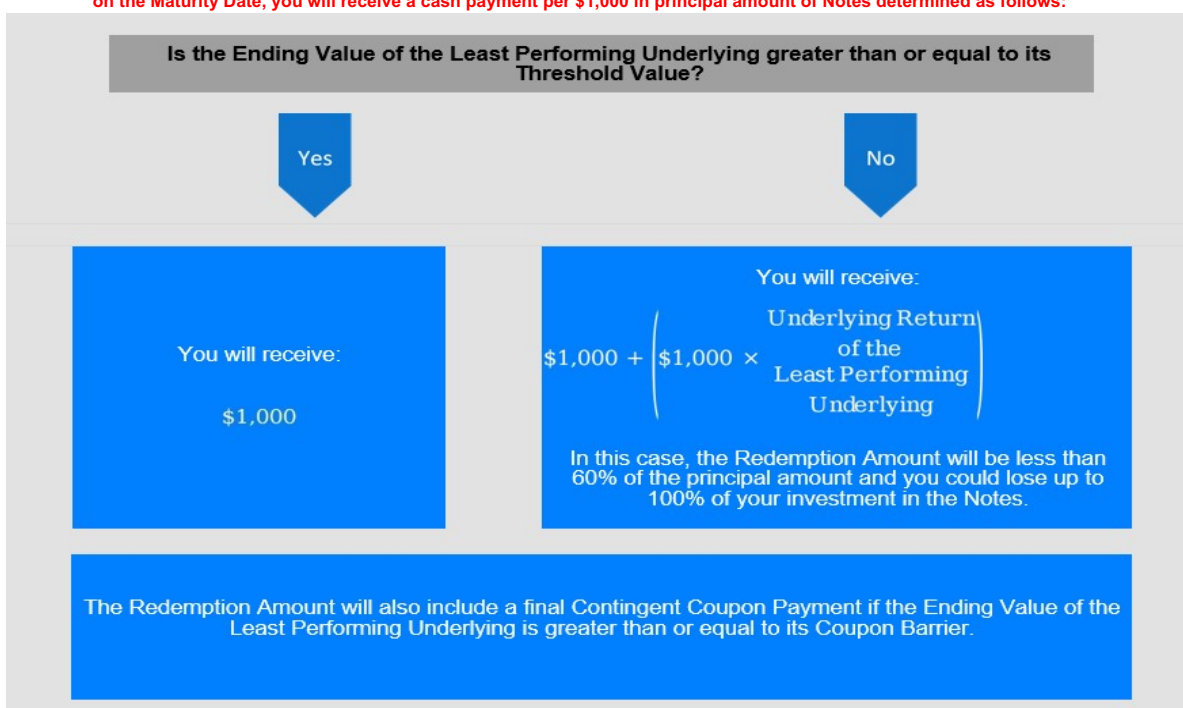 on the Maturity Date, you will receive a cash payment per $1,000 in principal amount of Notes determined as follows:
Is the Ending Value of the Least Performing Underlying greater than or equal to its
Threshold Value?
Yes
No
You will receive:
$1,000
You will receive:
$1,000 + ($1,000 × Underlying Return
of the
Least Performing
Underlying)
In this case, the Redemption Amount will be less than
60% of the principal amount and you could lose up to
100% of your investment in the Notes.
The Redemption Amount will also include a final Contingent Coupon Payment if the Ending Value of the
Least Performing Underlying is greater than or equal to its Coupon Barrier.